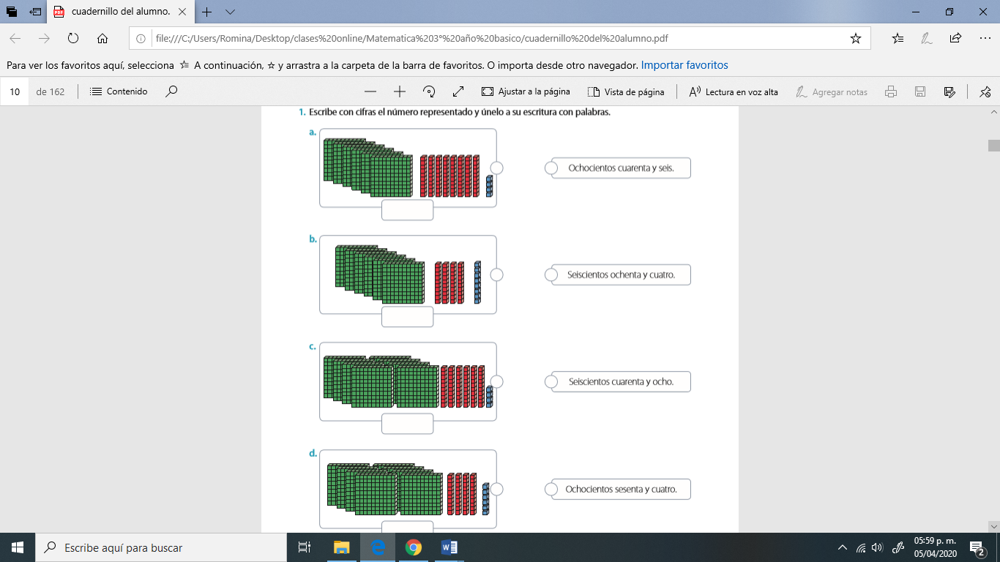 cuadernillo del alumno.
file:///C:/Users/Romina/Desktop/clases%20online/Matematica%203°%20año%20basico/cuadernillo%20del%20alumno.pdf
Para ver los favoritos aquí, selecciona A continuación, ☆ y arrastra a la carpeta de la barra de favoritos. O importa desde otro navegador. Importar favoritos
10 de 162 Contenido Ajustar a la página Vista de página Lectura en voz alta Agregar notas
1. Escribe con cifras el número representado y únelo a su escritura con palabras.
a.
Ochocientos cuarenta y seis.
b.
Seiscientos ochenta y cuatro.
c.
Seiscientos cuarenta y ocho.
d.
Ochocientos sesenta y cuatro.
Escribe aquí para buscar
05:59 p. m.
05/04/2020
2